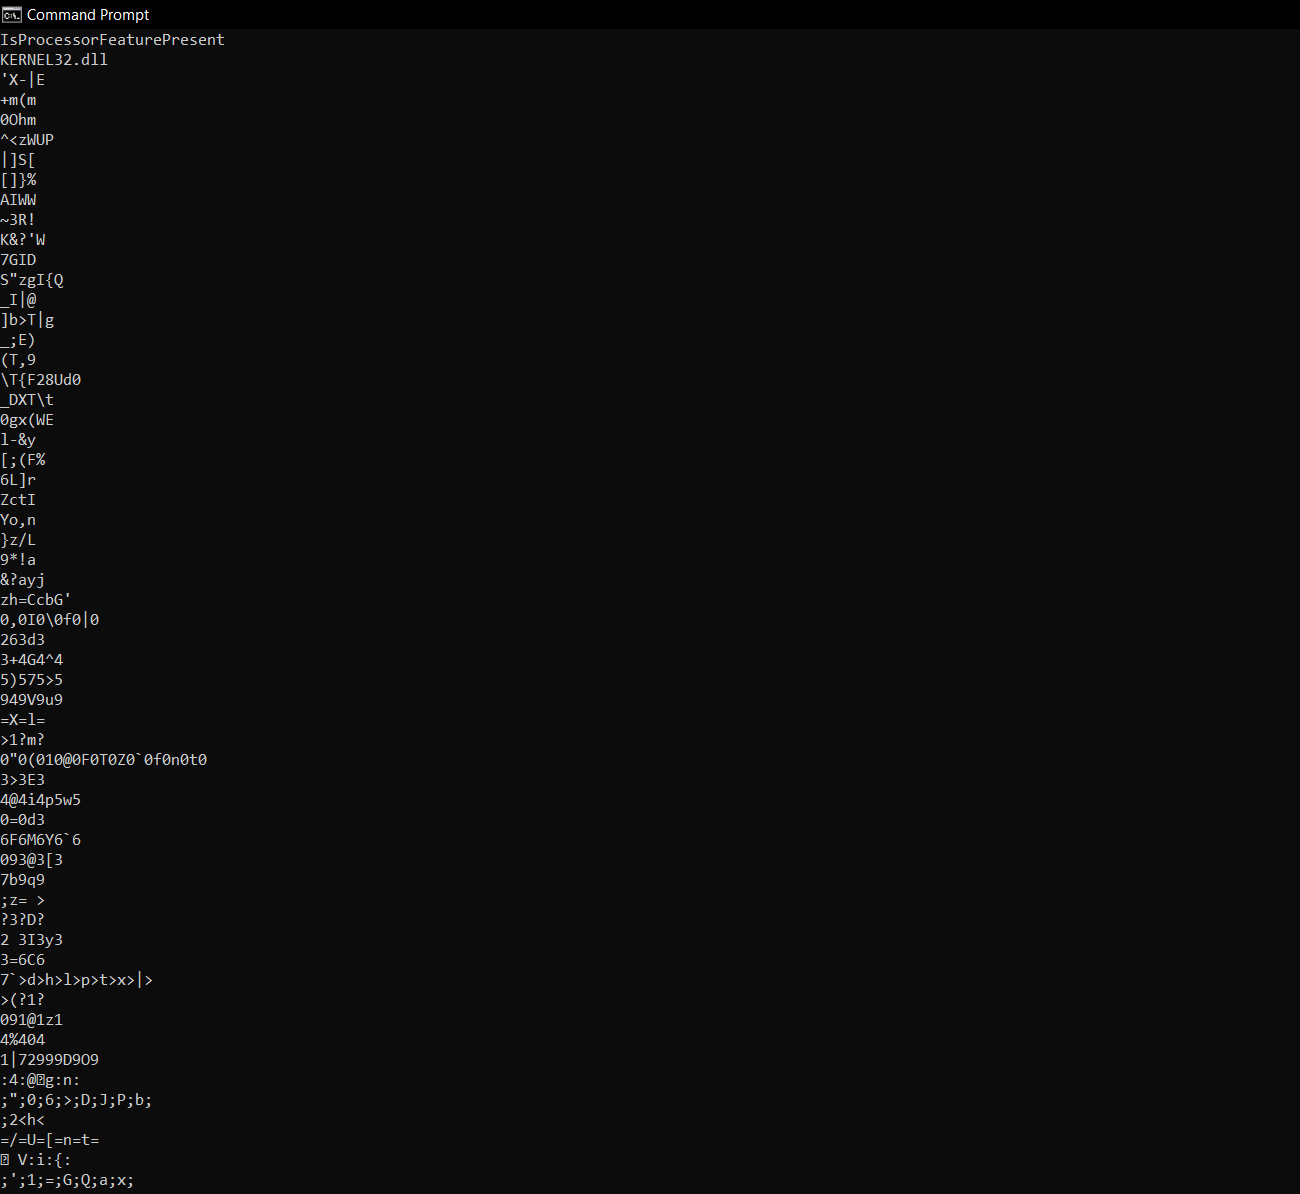 Command Prompt
IsProcessorFeaturePresent
KERNEL32.dll
'X-|E
+m(m
0Ohm
^<zWUP
|]S[
[]}%
AIWW
~3R!
K&?'W
7GID
S"zgI{Q
_I|@
]b>T|g
_;E)
(T,9
\T{F28Ud0
_DXT\t
0gx(WE
l-&y
[;(F%
6L]r
ZctI
Yo,n
}z/L
9*!a
&?ayj
zh=CcbG'
0,0I0\0f0|0
263d3
3+4G4^4
5)575>5
949V9u9
=X=l=
>1?m?
0"0(010@0F0T0Z0`0f0n0t0
3>3E3
4@4i4p5w5
0=0d3
6F6M6Y6`6
093@3[3
7b9q9
;z= >
?3?D?
2 3I3y3
3=6C6
7`>d>h>l>p>t>x>|>
>(?1?
091@1z1
4%404
1|72999D9O9
:4:@g:n:
;";0;6;>;D;J;P;b;
;2<h<
=/=U=[=n=t=
V:i:{:
;';1;=;G;Q;a;x;